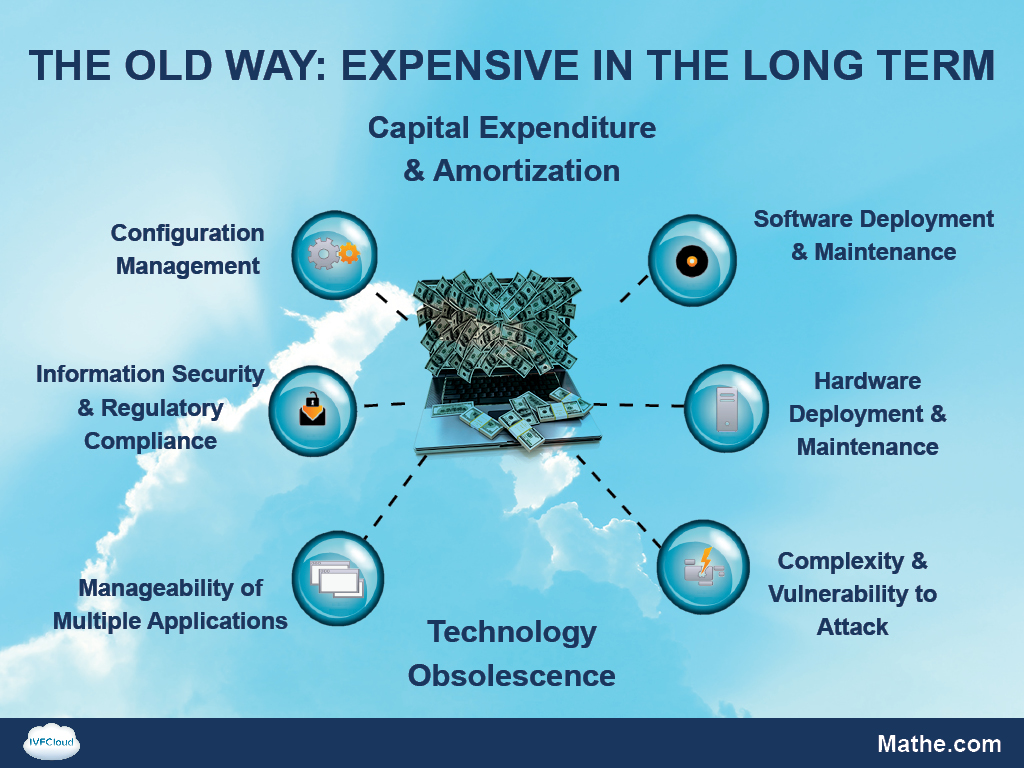 THE OLD WAY: EXPENSIVE IN THE LONG TERM
Capital Expenditure
& Amortization
Configuration
Management
Software Deployment
& Maintenance
Information Security
& Regulatory
Compliance
Hardware
Deployment &
Maintenance
Manageability of
Multiple Applications
Complexity &
Vulnerability to
Attack
Technology
Obsolescence
IVFCloud
Mathe.com